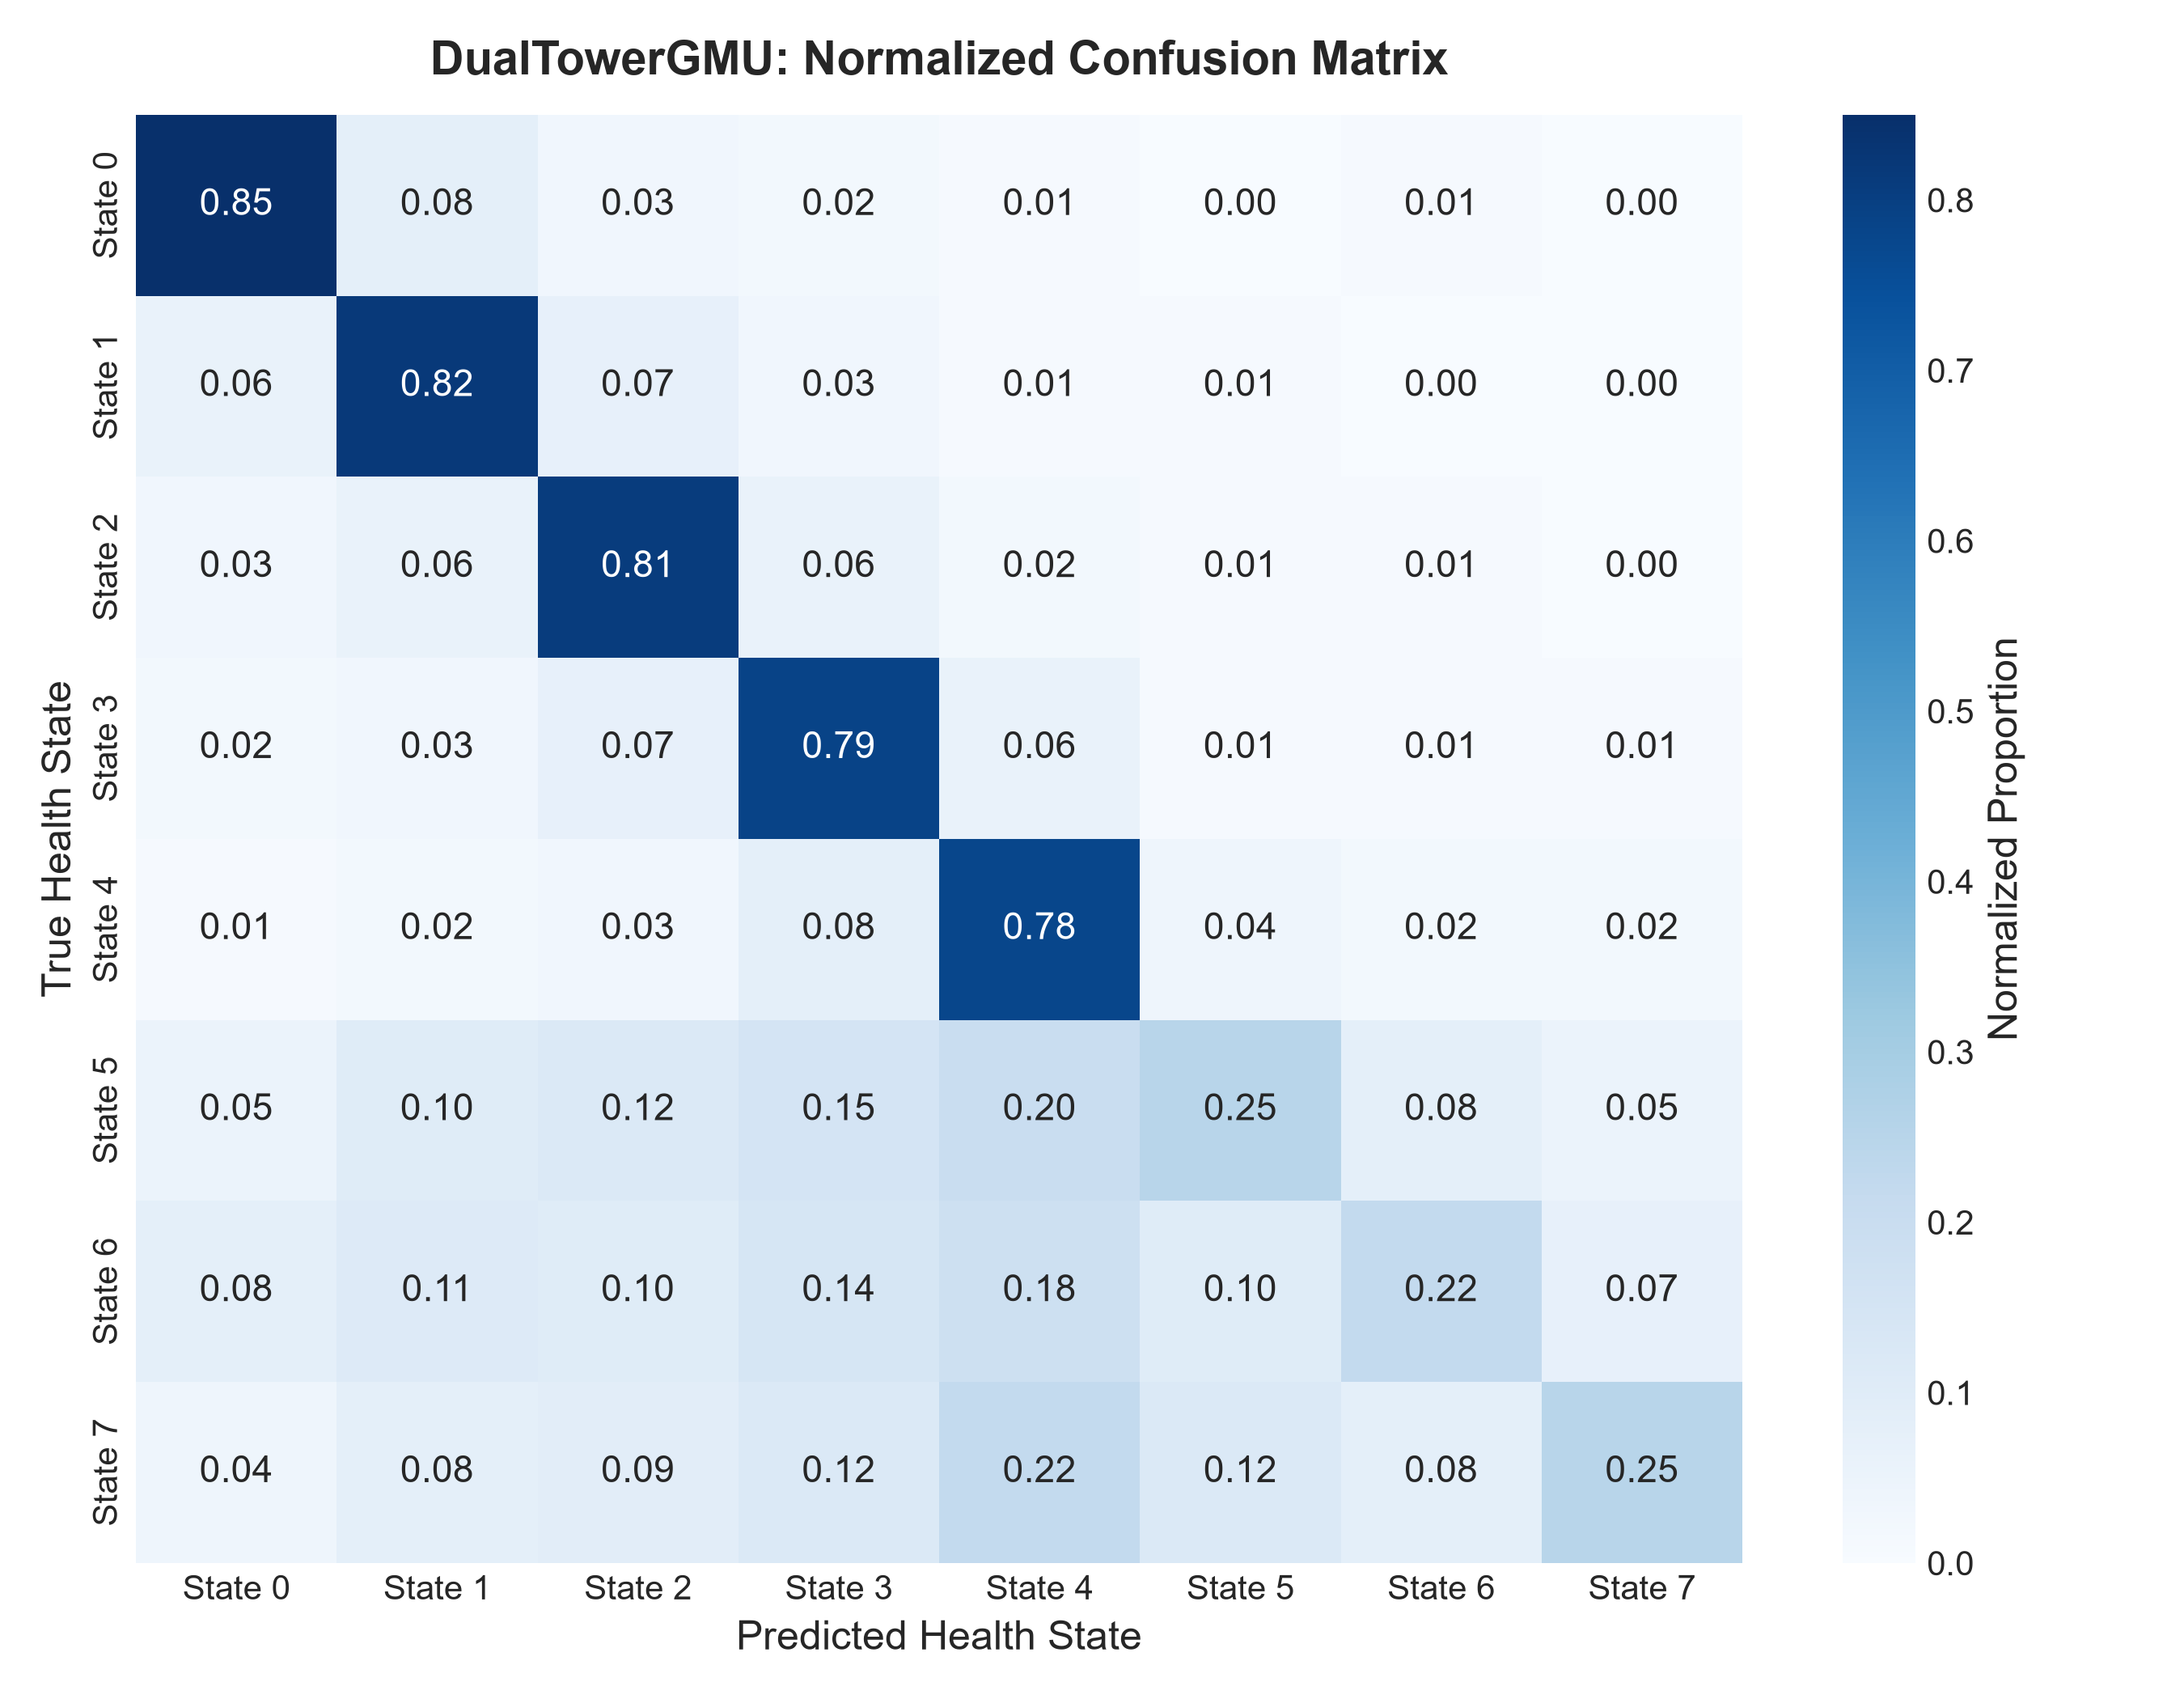 DualTowerGMU: Normalized Confusion Matrix
True Health State
State 0 0.85 0.08 0.03 0.02 0.01 0.00 0.01 0.00
State 1 0.06 0.82 0.07 0.03 0.01 0.01 0.00 0.00
State 2 0.03 0.06 0.81 0.06 0.02 0.01 0.01 0.00
State 3 0.02 0.03 0.07 0.79 0.06 0.01 0.01 0.01
State 4 0.01 0.02 0.03 0.08 0.78 0.04 0.02 0.02
State 5 0.05 0.10 0.12 0.15 0.20 0.25 0.08 0.05
State 6 0.08 0.11 0.10 0.14 0.18 0.10 0.22 0.07
State 7 0.04 0.08 0.09 0.12 0.22 0.12 0.08 0.25
State 0 State 1 State 2 State 3 State 4 State 5 State 6 State 7
Predicted Health State
0.8
0.7
0.6
0.5
0.4
0.3
0.2
0.1
0.0
Normalized Proportion